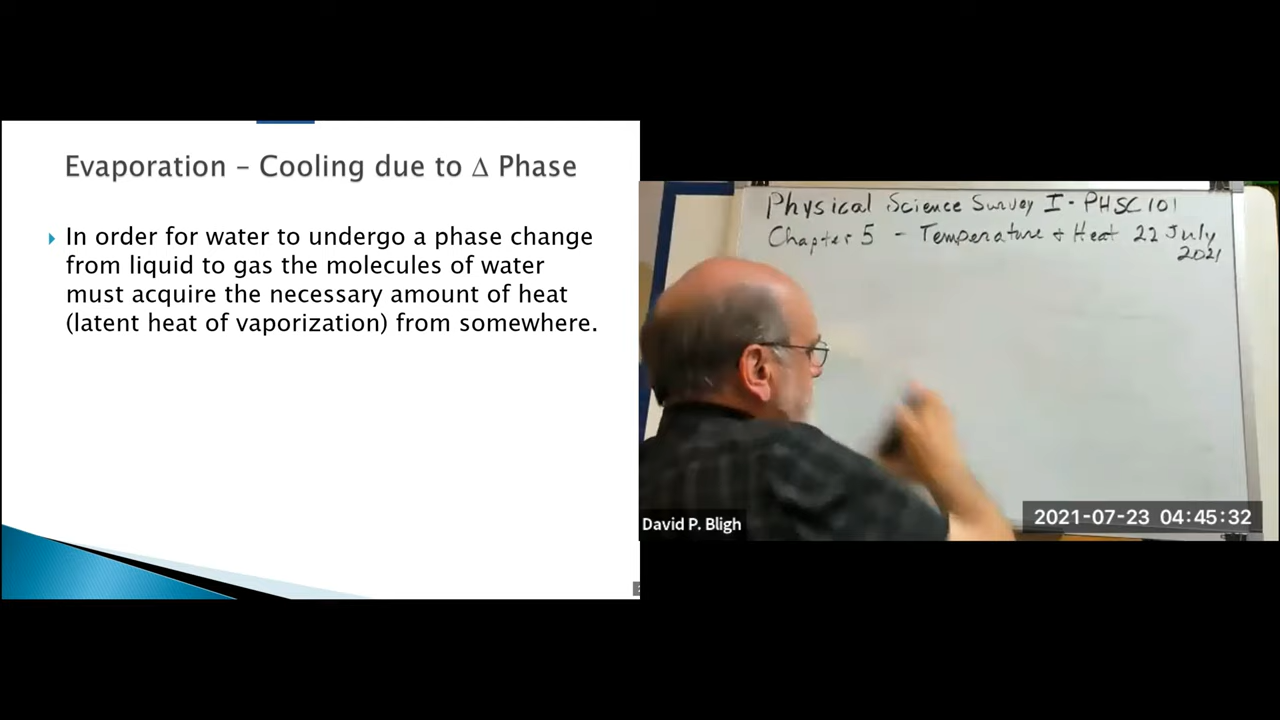 Evaporation – Cooling due to Δ Phase
In order for water to undergo a phase change
from liquid to gas the molecules of water
must acquire the necessary amount of heat
(latent heat of vaporization) from somewhere.
Physical Science Survey I - PHSC 101
Chapter 5 - Temperature + Heat 22 July
2021
David P. Bligh
2021-07-23 04:45:32